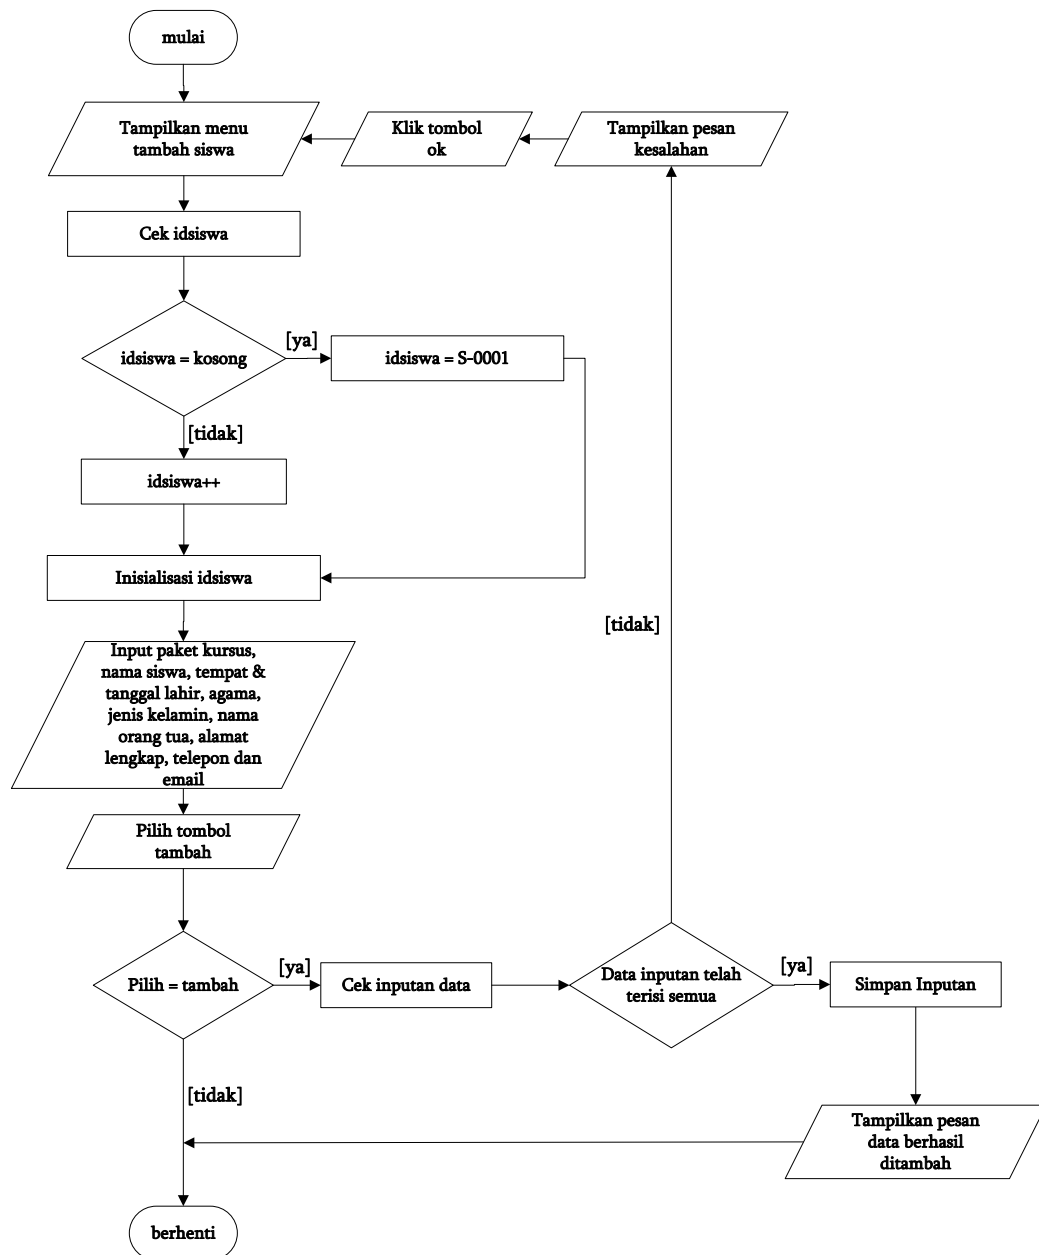 mulai
Tampilkan menu
tambah siswa
Klik tombol
ok
Tampilkan pesan
kesalahan
Cek idsiswa
idsiswa = kosong
[ya]
idsiswa = S-0001
[tidak]
idsiswa++
Inisialisasi idsiswa
[tidak]
Input paket kursus,
nama siswa, tempat &
tanggal lahir, agama,
jenis kelamin, nama
orang tua, alamat
lengkap, telepon dan
email
Pilih tombol
tambah
Pilih = tambah
[ya]
Cek inputan data
Data inputan telah
terisi semua
[ya]
Simpan Inputan
[tidak]
Tampilkan pesan
data berhasil
ditambah
berhenti